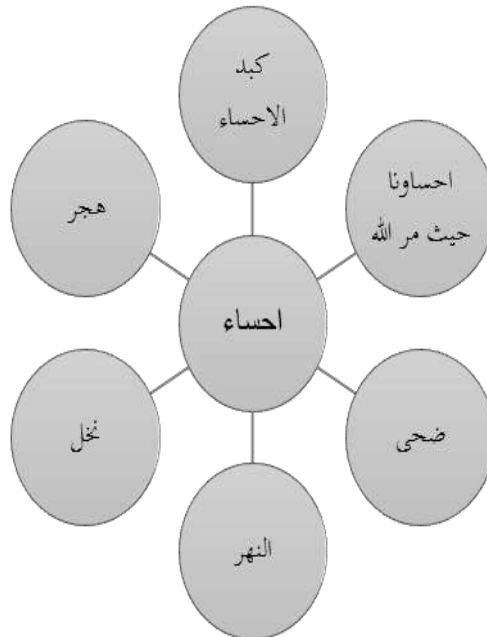 كبد
الاحساء
احساونا
حيث مر الله
هجر
احساء
ضحى
نخل
النهر